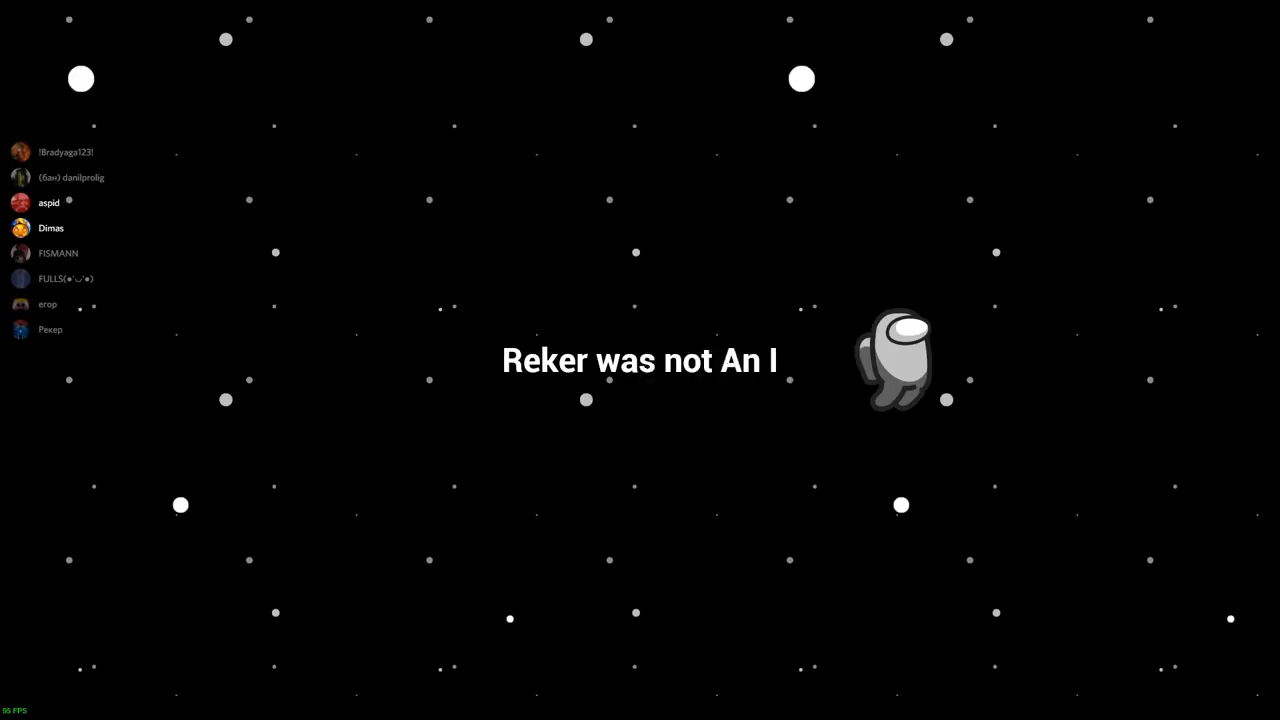 !Bradyaga123!
(бан) danilprolig
aspid
Dimas
FISMANN
FULLS(●'◡'●)
егор
Рекер
Reker was not An I
95 FPS